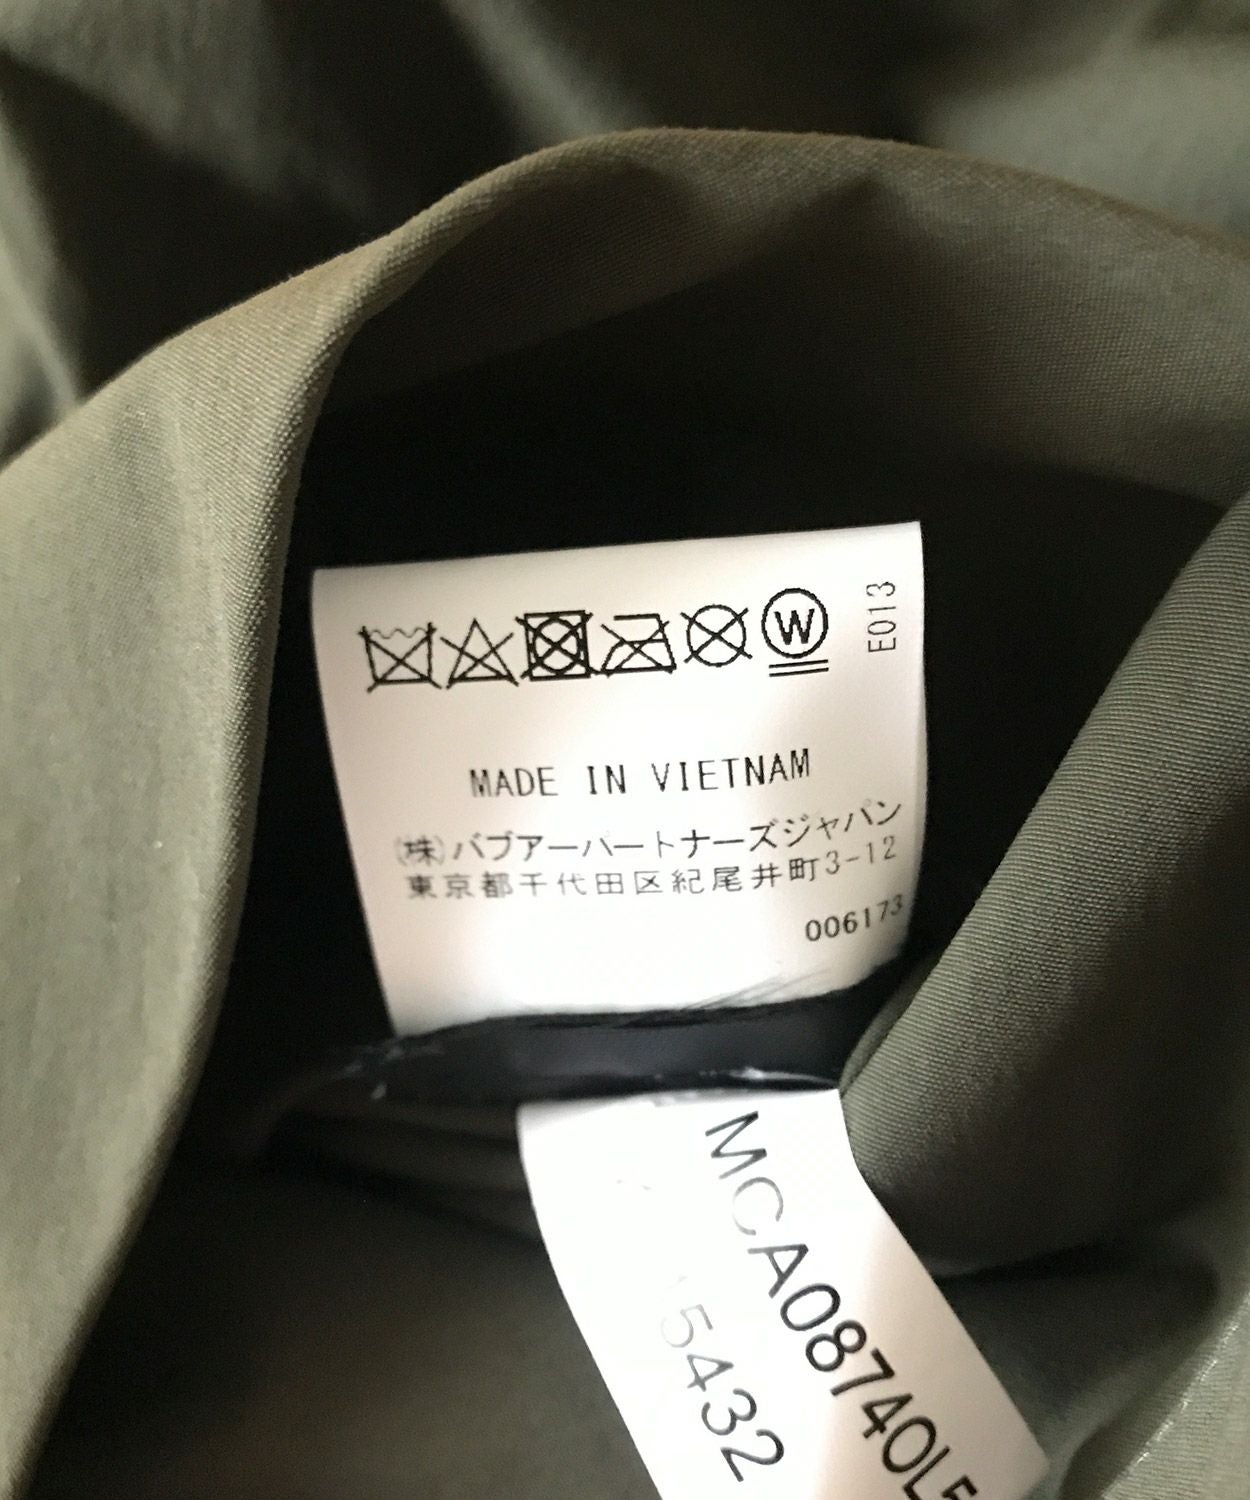 W
E013
MADE IN VIETNAM
(株)バブアーパートナーズジャパン
東京都千代田区紀尾井町3-12
006173
MCA0874OL5
5432